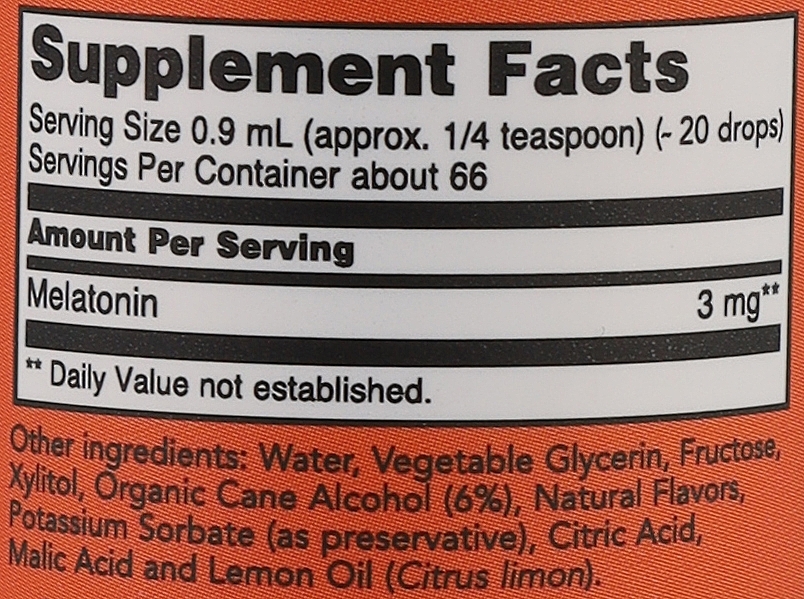 Supplement Facts
Serving Size 0.9 mL (approx. 1/4 teaspoon) (~ 20 drops)
Servings Per Container about 66
Amount Per Serving
Melatonin 3 mg**
** Daily Value not established.
Other ingredients: Water, Vegetable Glycerin, Fructose,
Xylitol, Organic Cane Alcohol (6%), Natural Flavors,
Potassium Sorbate (as preservative), Citric Acid,
Malic Acid and Lemon Oil (Citrus limon).